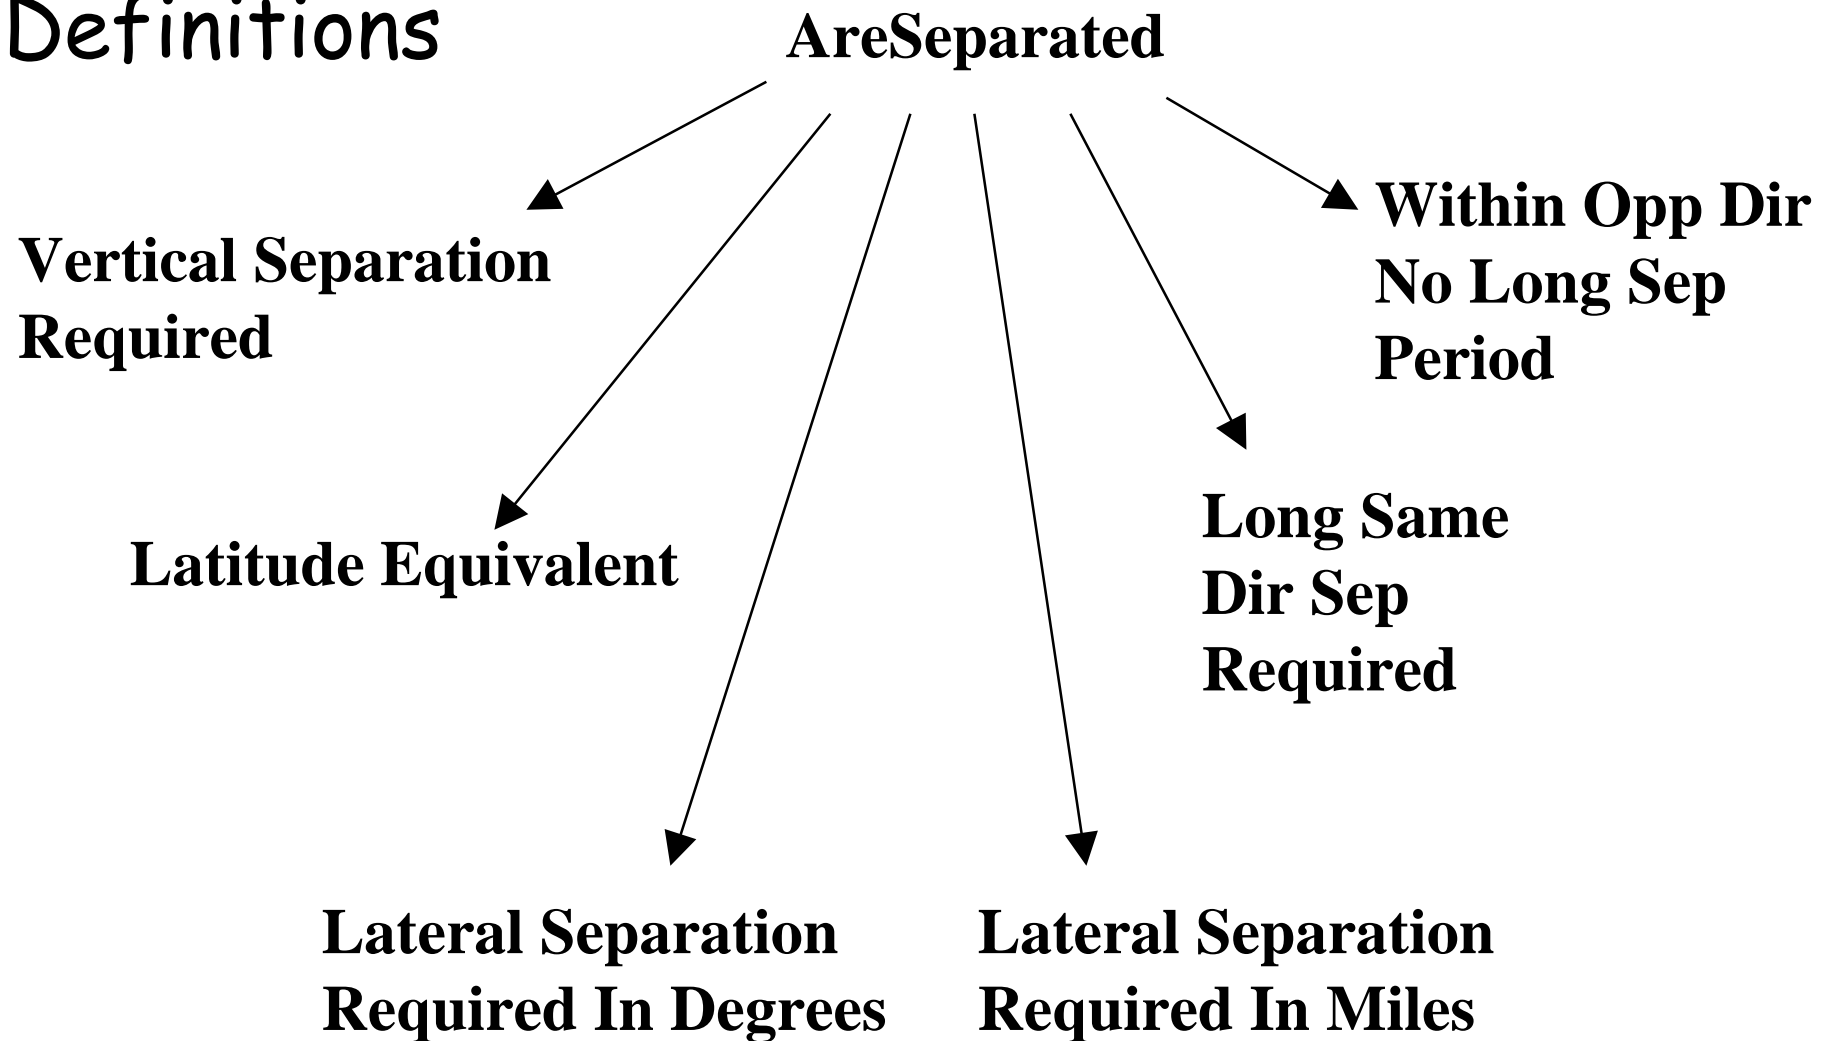 Definitions
AreSeparated
Vertical Separation
Required
Within Opp Dir
No Long Sep
Period
Latitude Equivalent
Long Same
Dir Sep
Required
Lateral Separation
Required In Degrees
Lateral Separation
Required In Miles